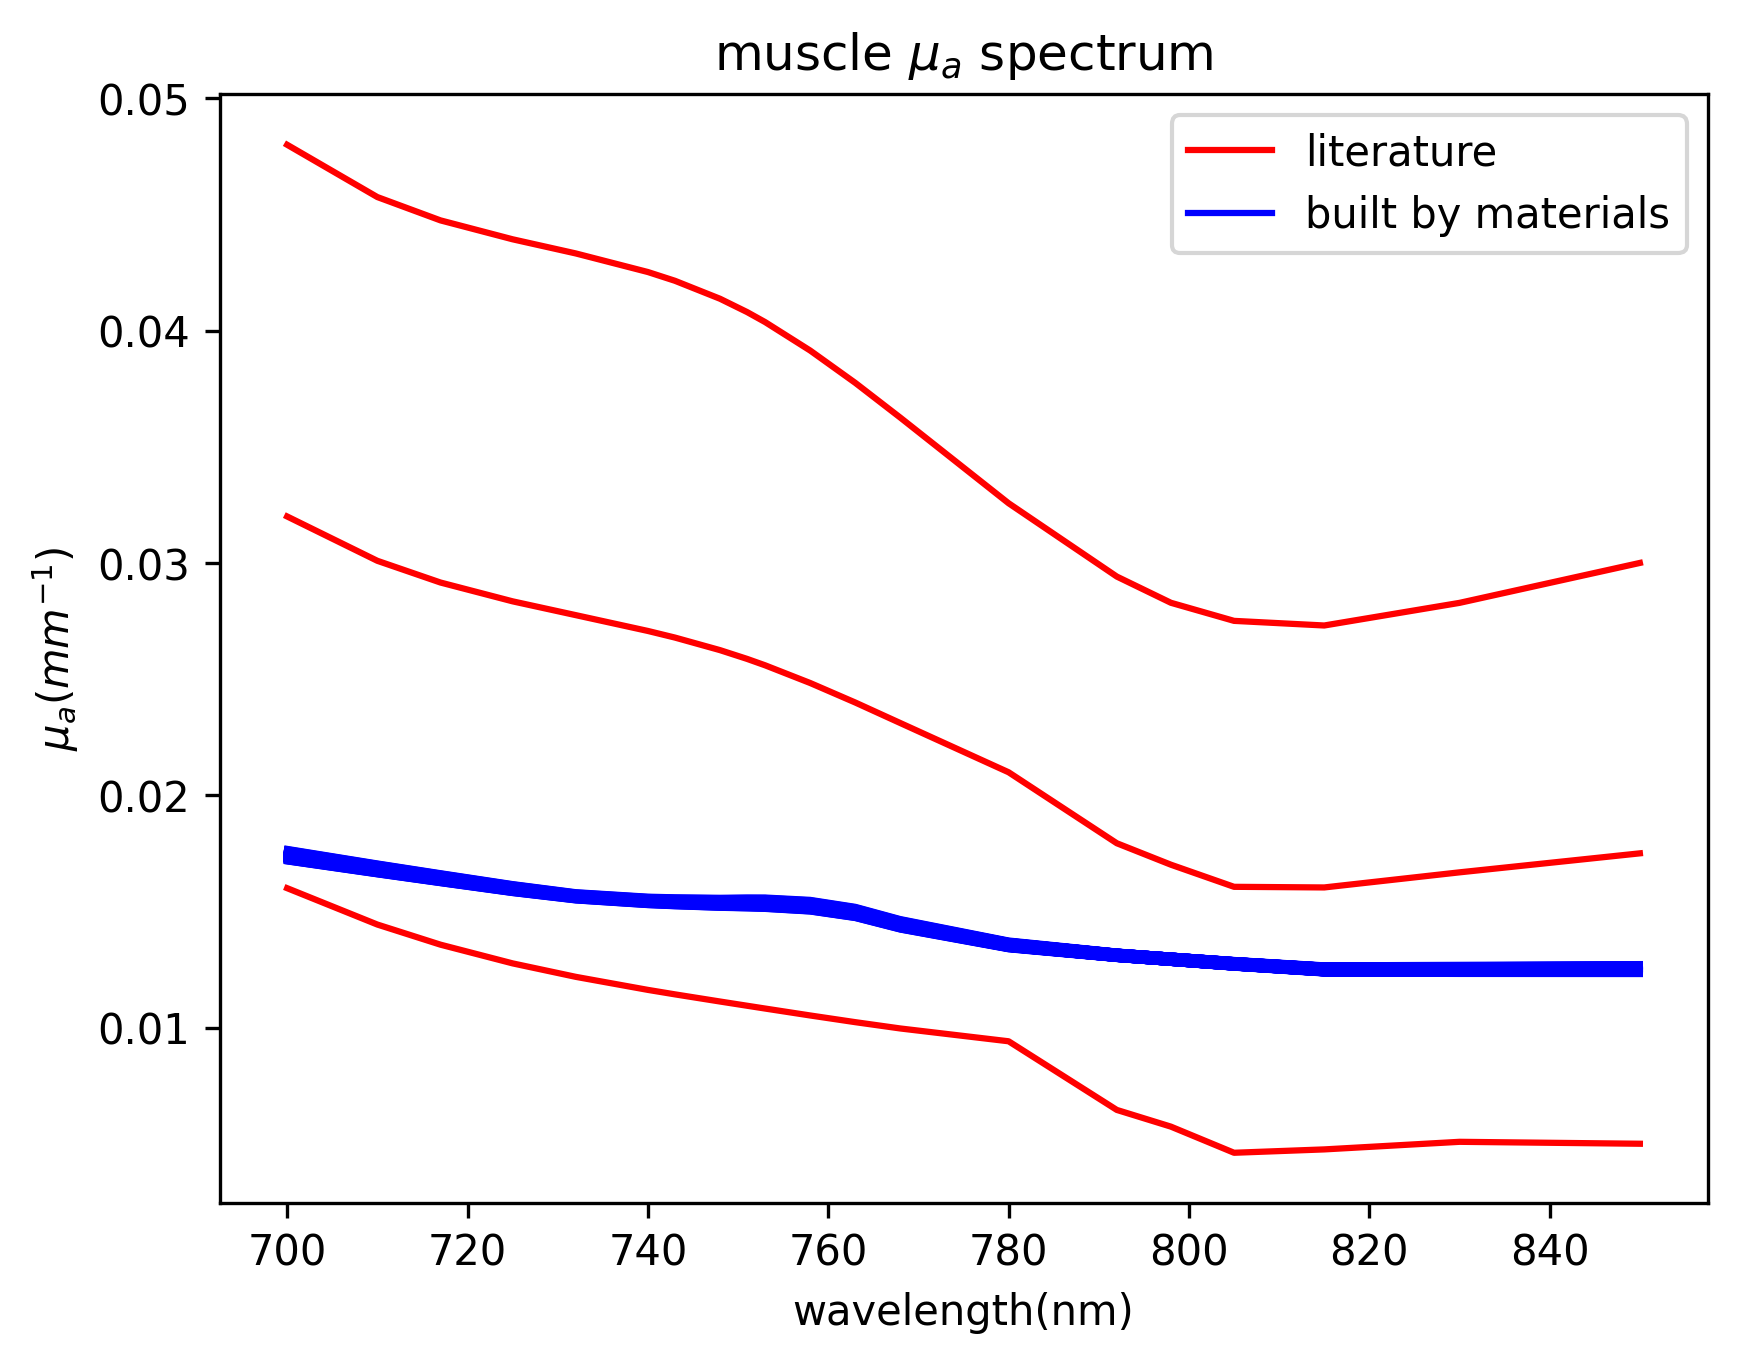 muscle μₐ spectrum
0.05
0.04
0.03
0.02
0.01
μₐ(mm⁻¹)
literature
built by materials
700 720 740 760 780 800 820 840
wavelength(nm)